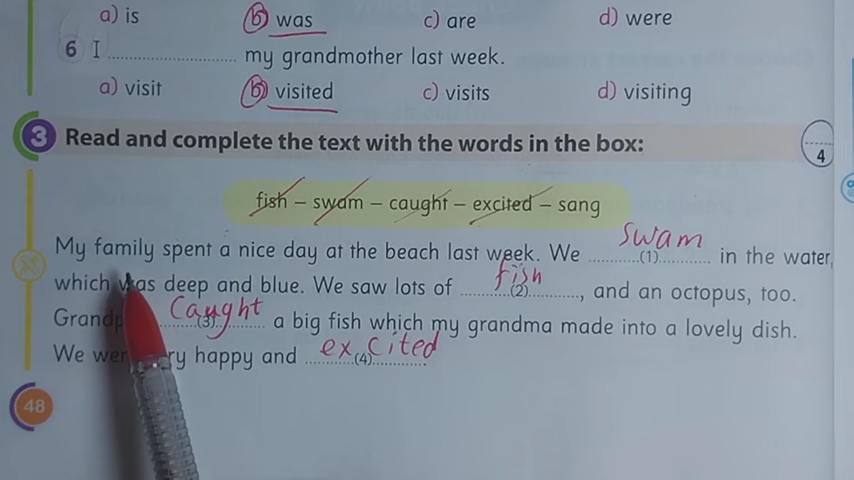 a) is b) was c) are d) were
6 I .............................. my grandmother last week.
a) visit b) visited c) visits d) visiting
3 Read and complete the text with the words in the box:
4
fish – swam – caught – excited – sang
My family spent a nice day at the beach last week. We swam (1) in the water,
which was deep and blue. We saw lots of fish (2), and an octopus, too.
caught (3) a big fish which my grandma made into a lovely dish.
We happy and excited (4).
48